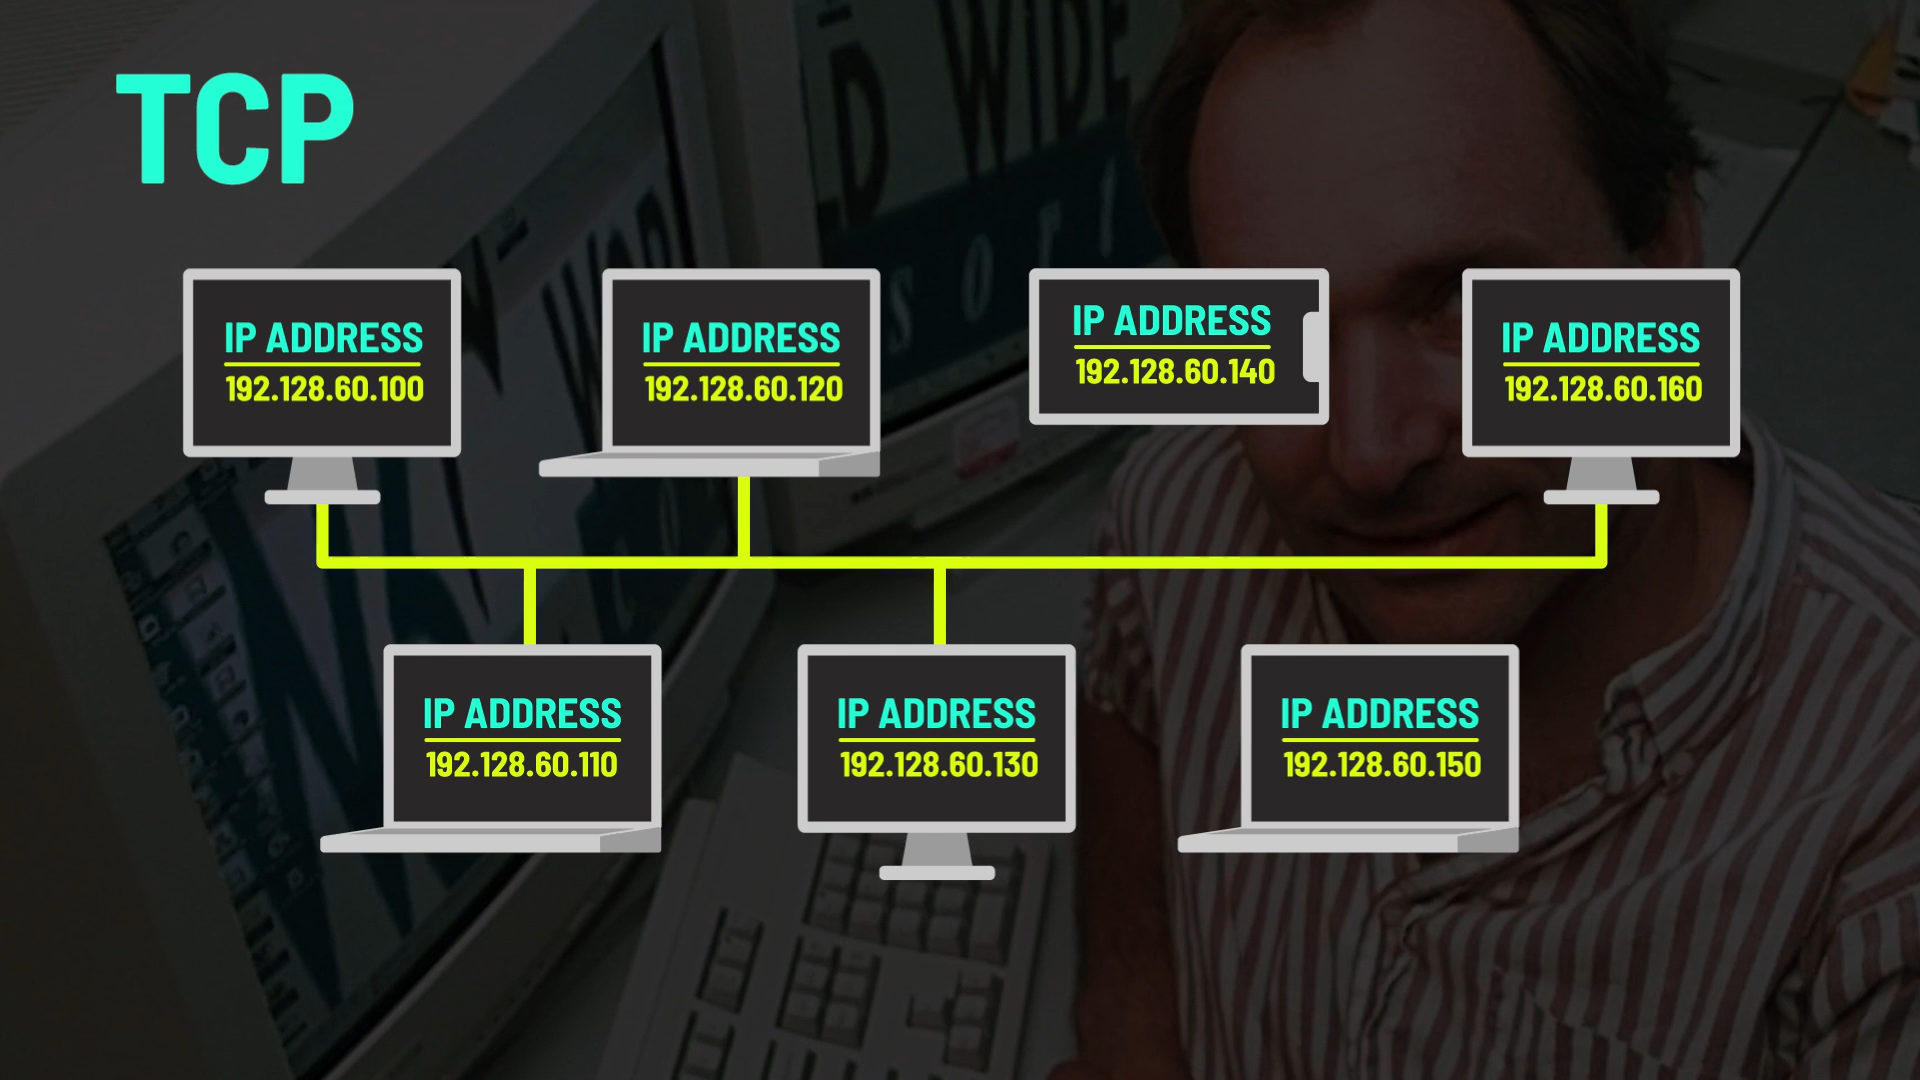 TCP
D WIDE
soft
IP ADDRESS
192.128.60.100
IP ADDRESS
192.128.60.120
IP ADDRESS
192.128.60.140
IP ADDRESS
192.128.60.160
IP ADDRESS
192.128.60.110
IP ADDRESS
192.128.60.130
IP ADDRESS
192.128.60.150